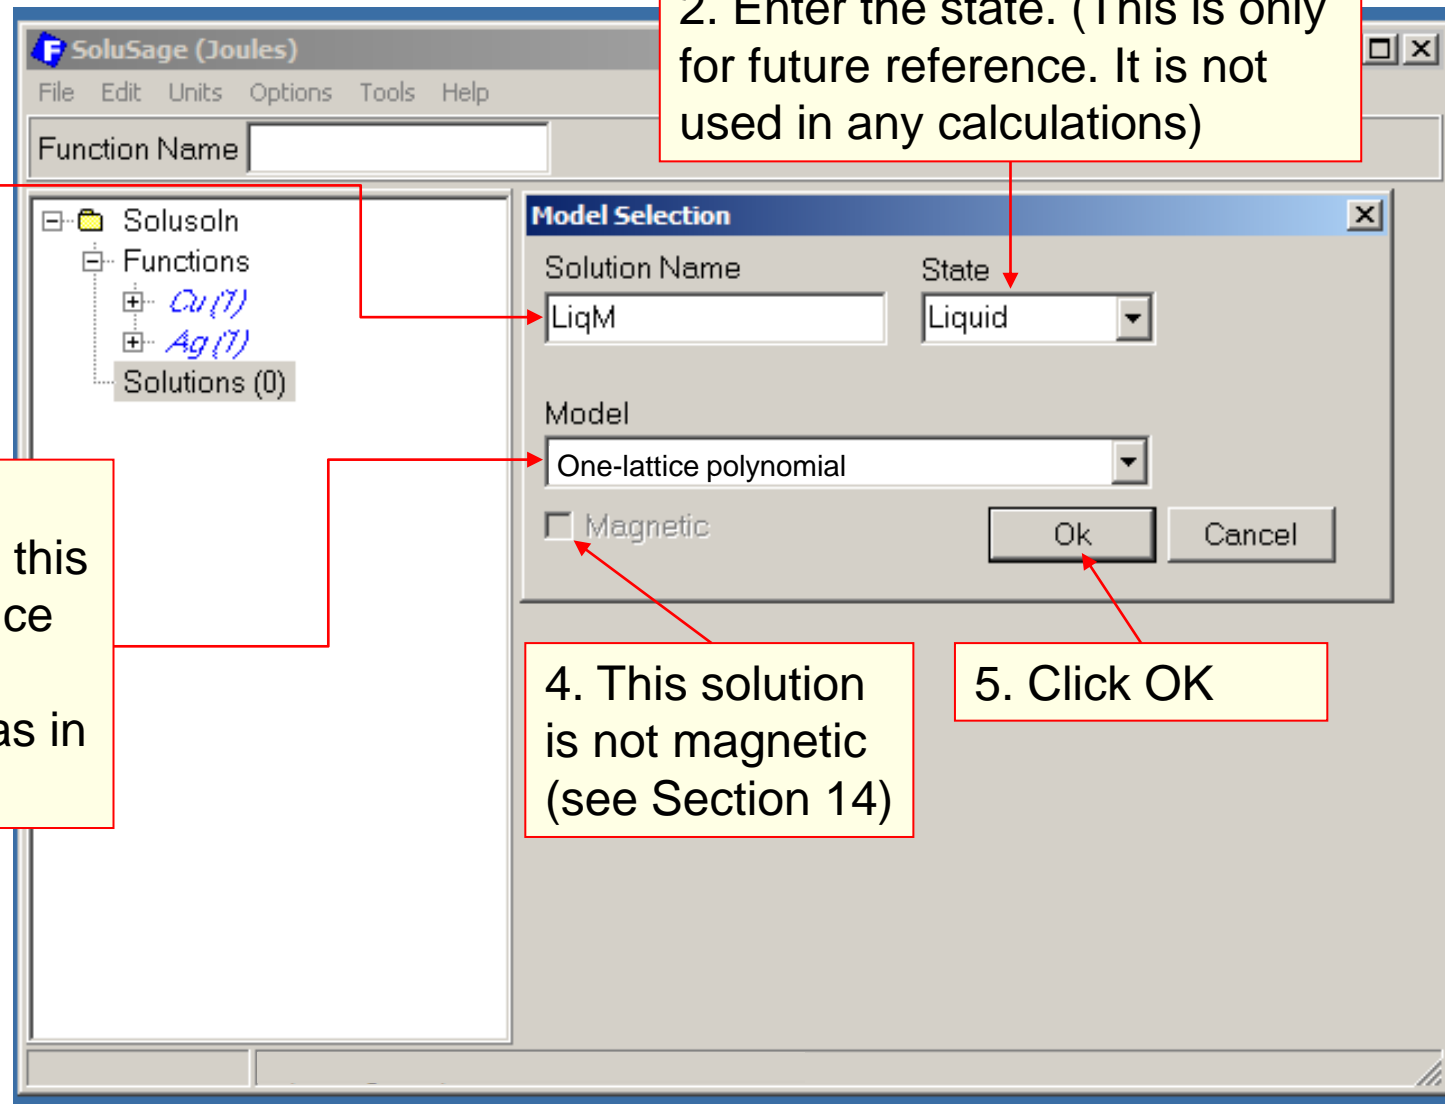 2. Enter the state. (This is only
for future reference. It is not
used in any calculations)
SoluSage (Joules)
File Edit Units Options Tools Help
Function Name
Solusoln
Functions
Cu (1)
Ag (1)
Solutions (0)
Model Selection
Solution Name State
LiqM Liquid
Model
One-lattice polynomial
Magnetic
Ok Cancel
this
ce
as in
4. This solution
is not magnetic
(see Section 14)
5. Click OK